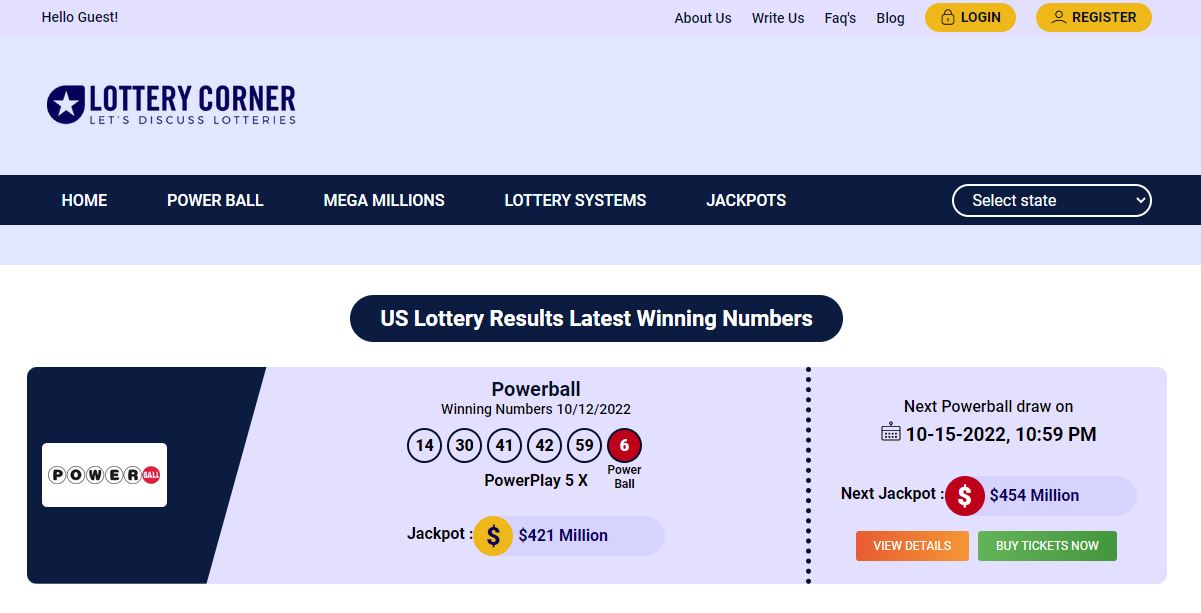 Hello Guest!
About Us Write Us Faq's Blog LOGIN REGISTER
LOTTERY CORNER
LET'S DISCUSS LOTTERIES
HOME POWER BALL MEGA MILLIONS LOTTERY SYSTEMS JACKPOTS Select state
US Lottery Results Latest Winning Numbers
POWER BALL
Powerball
Winning Numbers 10/12/2022
14 30 41 42 59 6
PowerPlay 5 X
Power
Ball
Jackpot : $ $421 Million
Next Powerball draw on
10-15-2022, 10:59 PM
Next Jackpot : $ $454 Million
VIEW DETAILS BUY TICKETS NOW